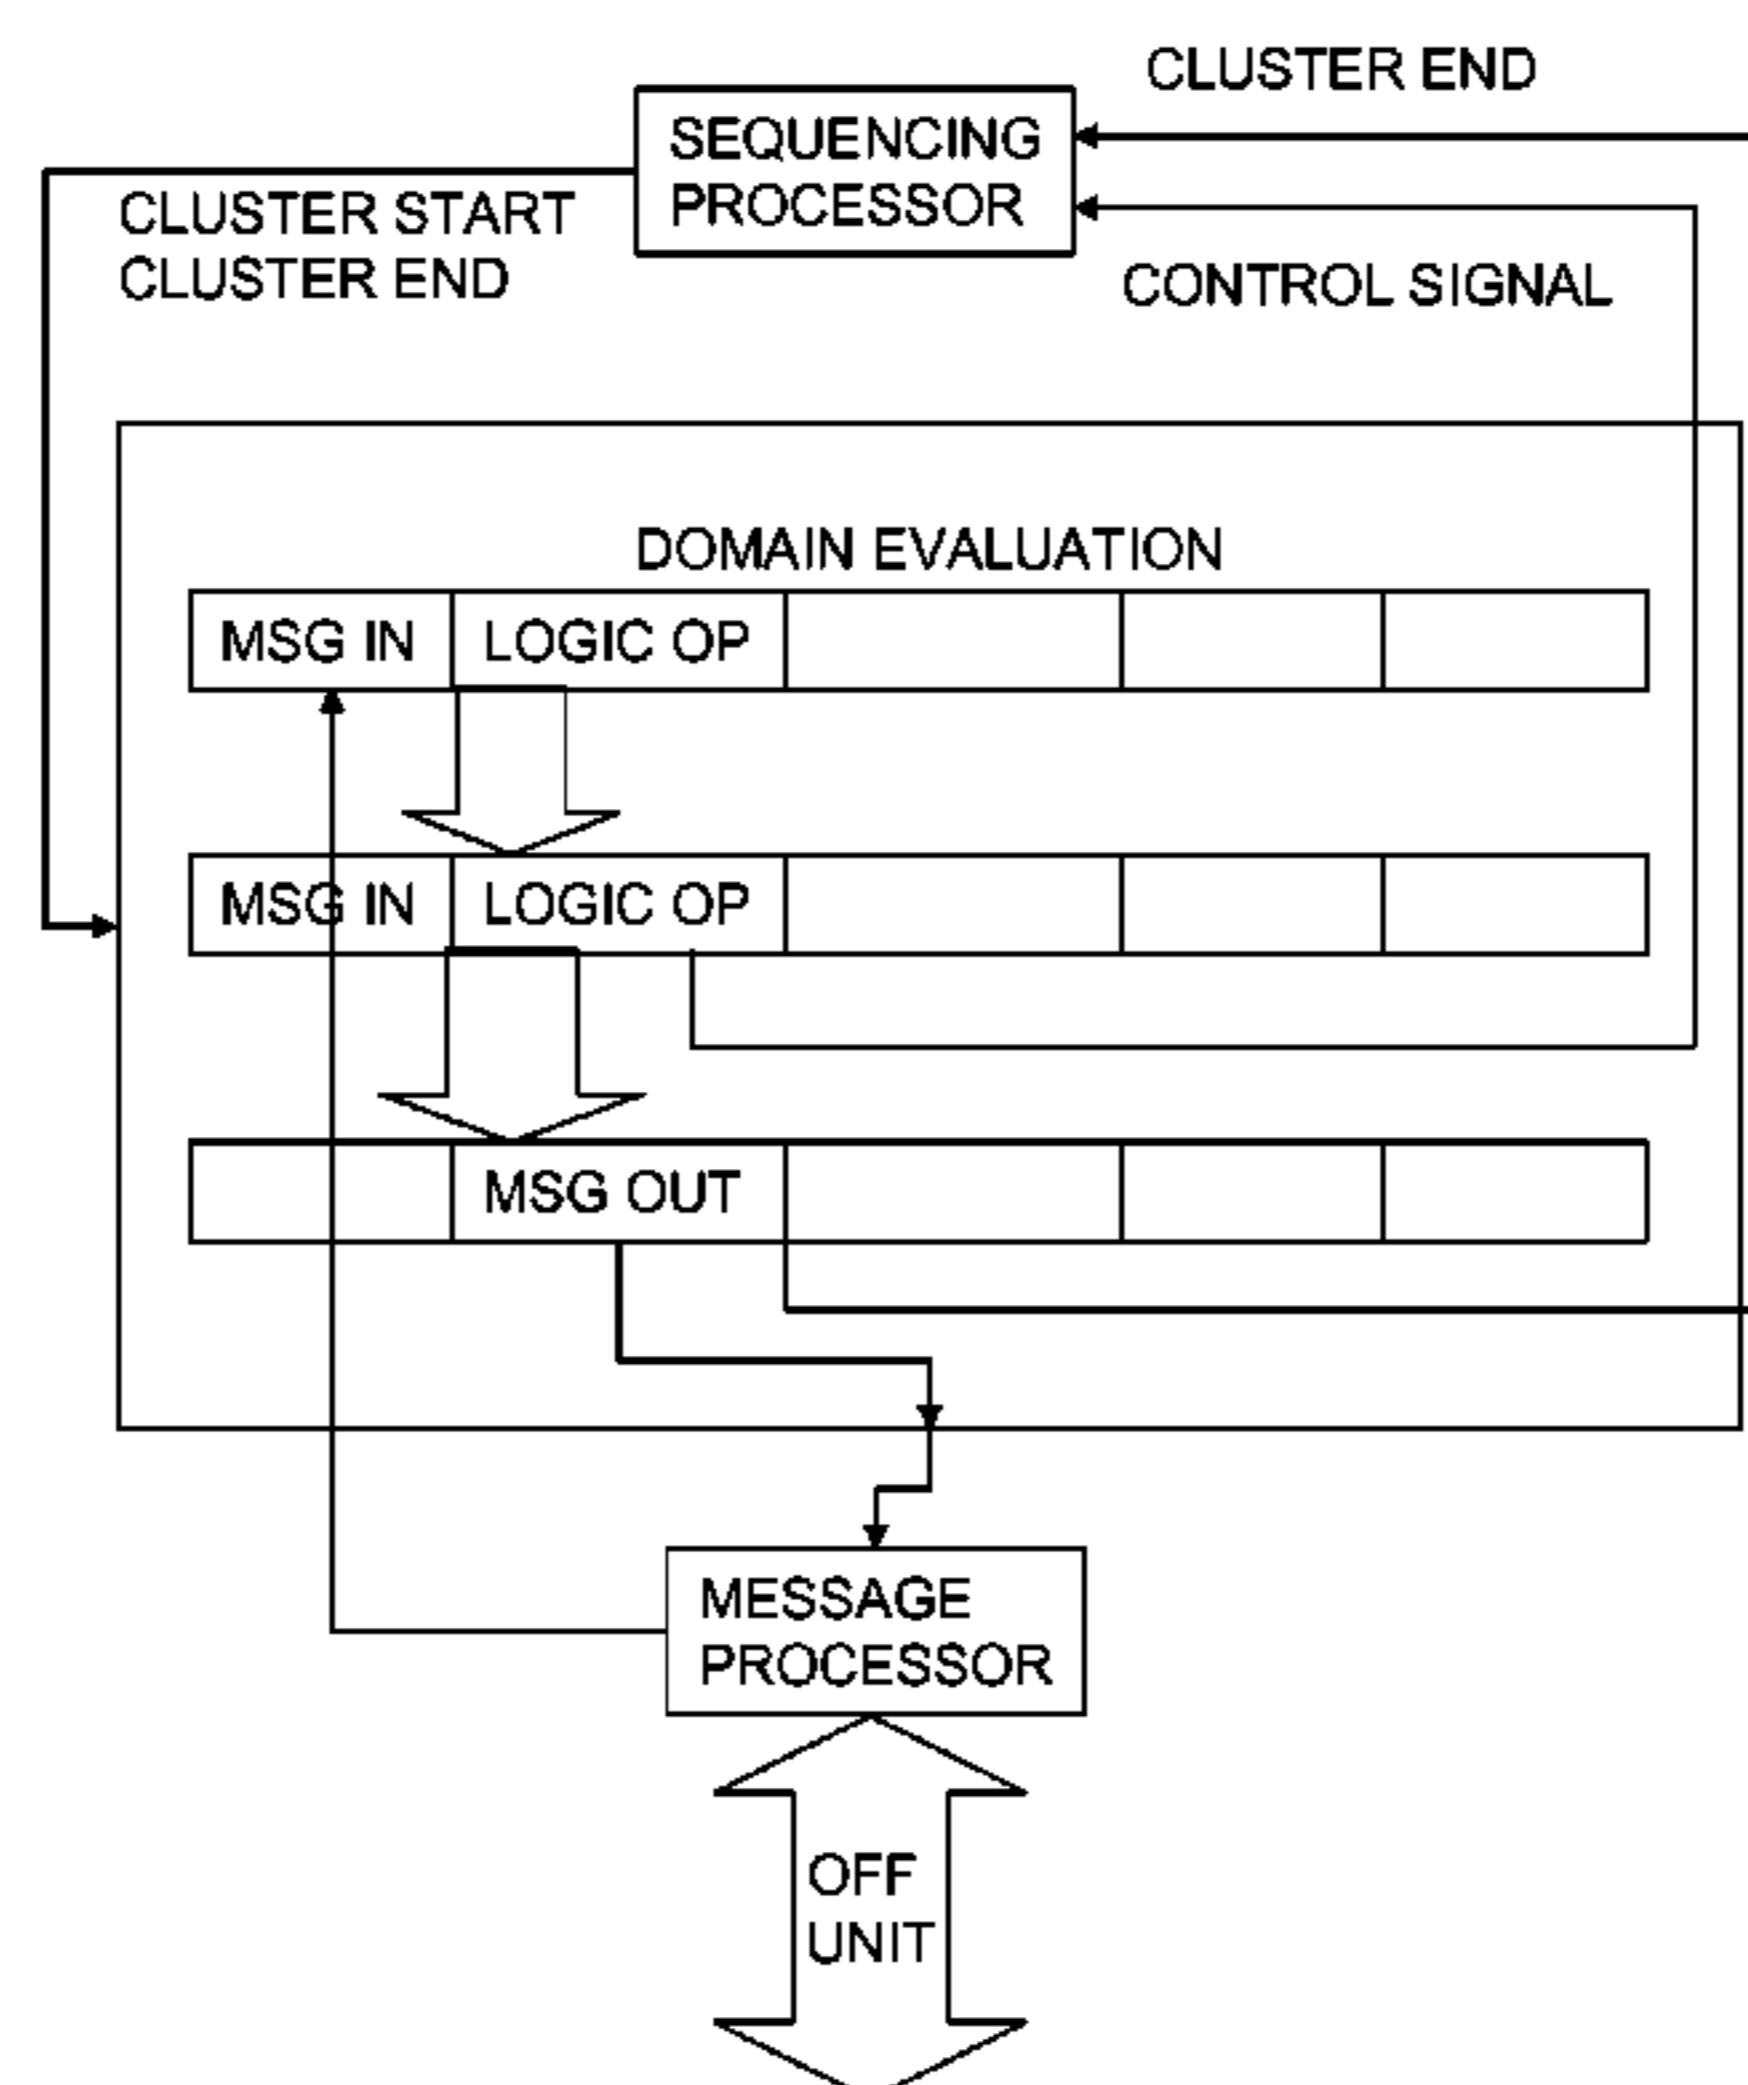 CLUSTER END
SEQUENCING
PROCESSOR
CLUSTER START
CLUSTER END
CONTROL SIGNAL
DOMAIN EVALUATION
MSG IN LOGIC OP
MSG IN LOGIC OP
MSG OUT
MESSAGE
PROCESSOR
OFF
UNIT